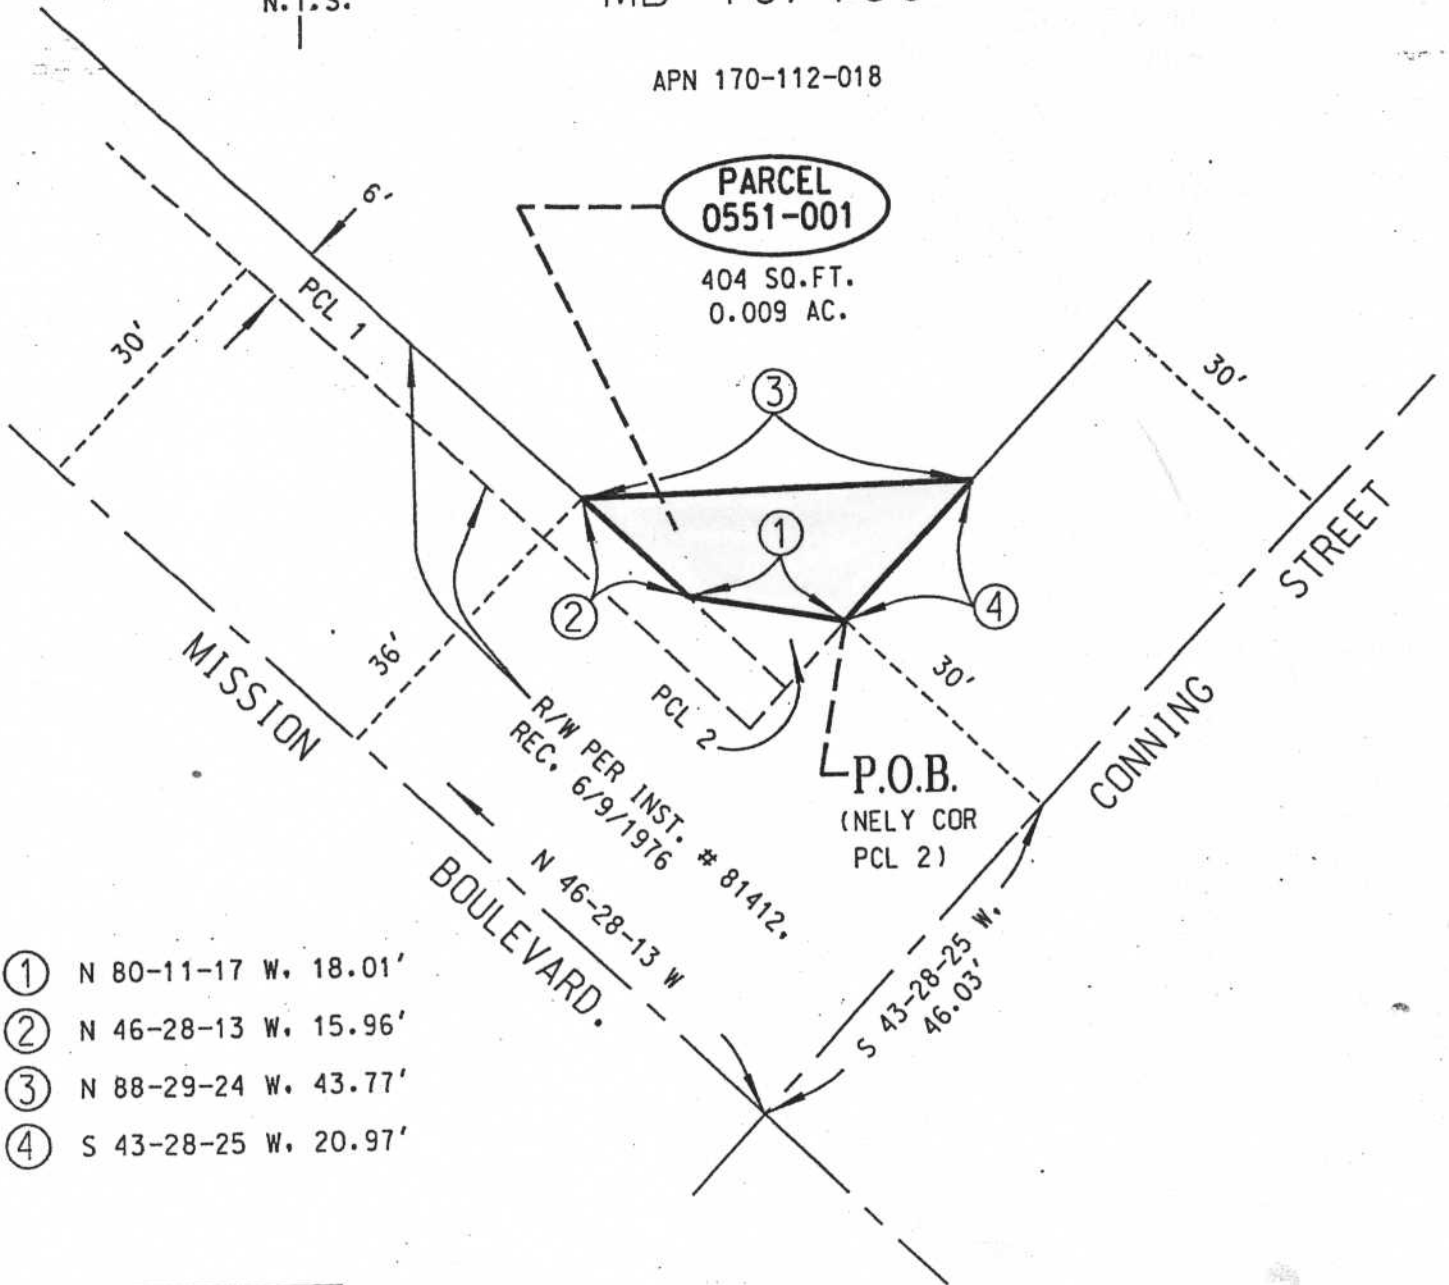 N.T.S.
APN 170-112-018
PARCEL
0551-001
404 SQ.FT.
0.009 AC.
6'
PCL 1
30'
30'
3
1
2
4
36'
30'
STREET
CONNING
MISSION
BOULEVARD.
PCL 2
R/W PER INST. # 81412,
REC. 6/9/1976
P.O.B.
(NELY COR
PCL 2)
N 46-28-13 W
S 43-28-25 W.
46.03'
1 N 80-11-17 W. 18.01'
2 N 46-28-13 W. 15.96'
3 N 88-29-24 W. 43.77'
4 S 43-28-25 W. 20.97'